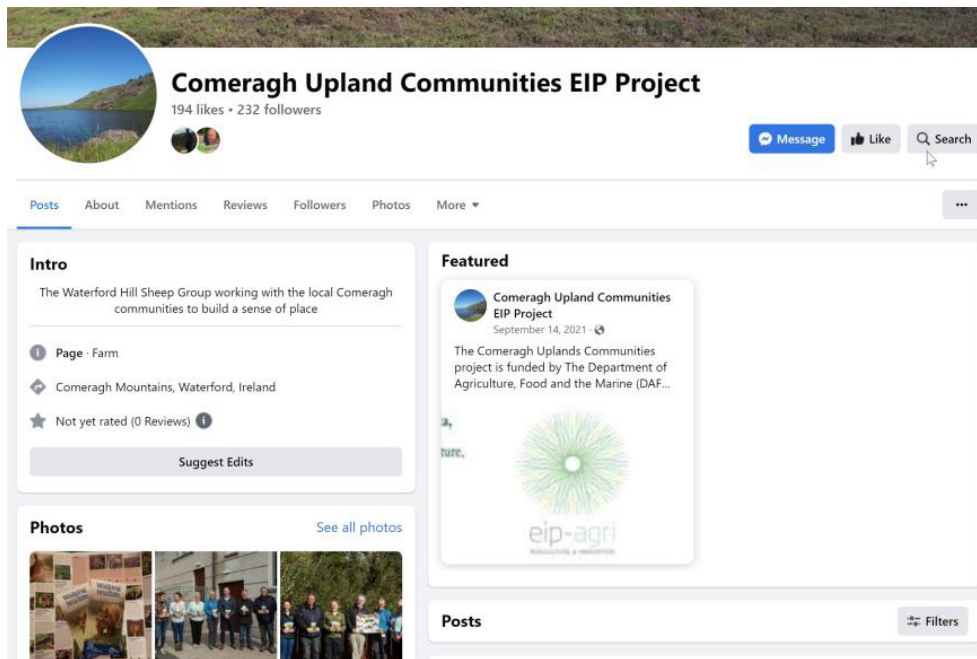 Comeragh Upland Communities EIP Project
194 likes • 232 followers
Message
Like
Search
Posts
About
Mentions
Reviews
Followers
Photos
More
Intro
The Waterford Hill Sheep Group working with the local Comeragh
communities to build a sense of place
Page · Farm
Comeragh Mountains, Waterford, Ireland
Not yet rated (0 Reviews)
Suggest Edits
Photos
See all photos
Walking
Featured
Comeragh Upland Communities
EIP Project
September 14, 2021 ·
The Comeragh Uplands Communities
project is funded by The Department of
Agriculture, Food and the Marine (DAF...
ture,
eip-agri
AGRICULTURE & INNOVATION
Posts
Filters